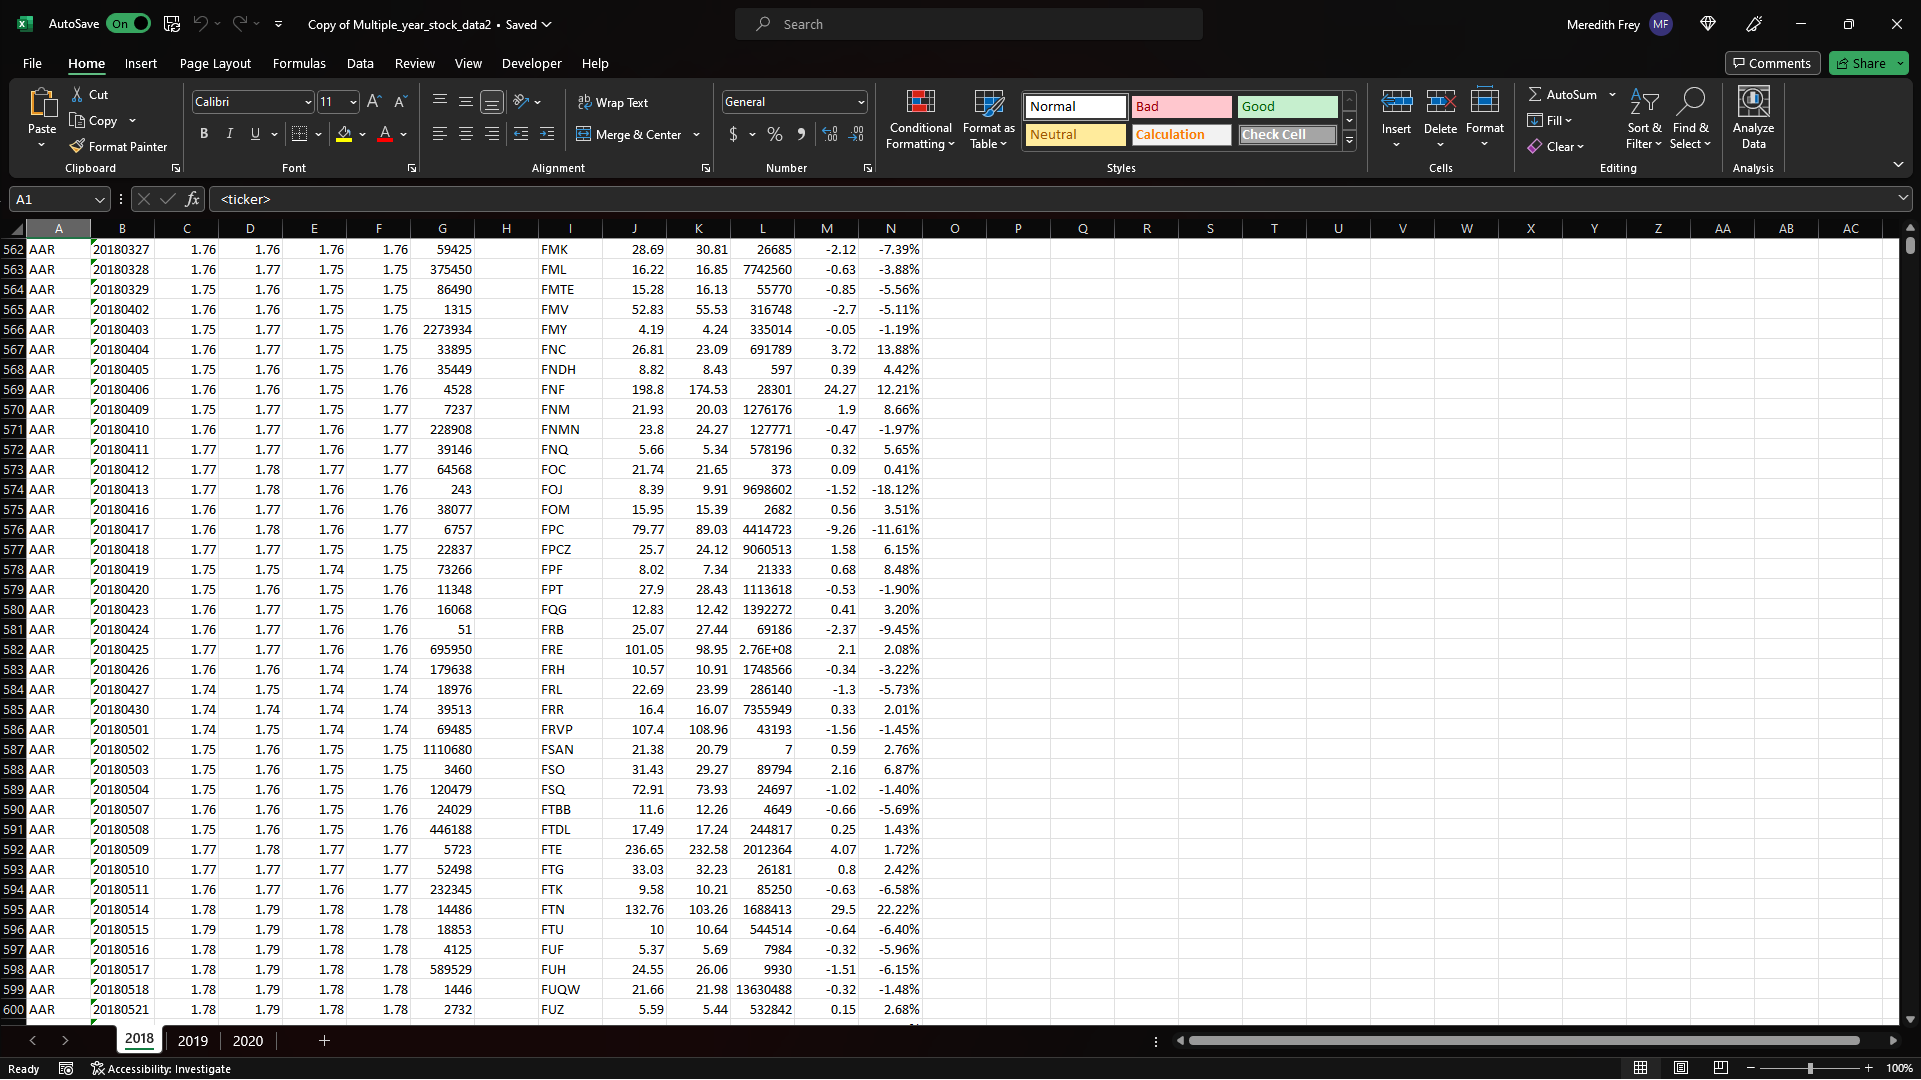 AutoSave On Copy of Multiple_year_stock_data2 • Saved Search Meredith Frey MF
File Home Insert Page Layout Formulas Data Review View Developer Help Comments Share
Paste Cut Copy Format Painter Clipboard
Calibri 11 B I U A Font
ab Wrap Text Merge & Center Alignment
General $ % , Number
Conditional Formatting Format as Table Normal Bad Good Neutral Calculation Check Cell Styles
Insert Delete Format Cells
AutoSum Fill Clear Sort & Filter Find & Select Editing
Analyze Data Analysis
A1 fx <ticker>
A B C D E F G H I J K L M N O P Q R S T U V W X Y Z AA AB AC
562 AAR 20180327 1.76 1.76 1.76 1.76 59425 FMK 28.69 30.81 26685 -2.12 -7.39%
563 AAR 20180328 1.76 1.77 1.75 1.75 375450 FML 16.22 16.85 7742560 -0.63 -3.88%
564 AAR 20180329 1.75 1.76 1.75 1.75 86490 FMTE 15.28 16.13 55770 -0.85 -5.56%
565 AAR 20180402 1.76 1.76 1.75 1.75 1315 FMV 52.83 55.53 316748 -2.7 -5.11%
566 AAR 20180403 1.75 1.77 1.75 1.76 2273934 FMY 4.19 4.24 335014 -0.05 -1.19%
567 AAR 20180404 1.76 1.77 1.75 1.75 33895 FNC 26.81 23.09 691789 3.72 13.88%
568 AAR 20180405 1.75 1.76 1.75 1.76 35449 FNDH 8.82 8.43 597 0.39 4.42%
569 AAR 20180406 1.76 1.76 1.75 1.76 4528 FNF 198.8 174.53 28301 24.27 12.21%
570 AAR 20180409 1.75 1.77 1.75 1.77 7237 FNM 21.93 20.03 1276176 1.9 8.66%
571 AAR 20180410 1.76 1.77 1.76 1.77 228908 FNMN 23.8 24.27 127771 -0.47 -1.97%
572 AAR 20180411 1.77 1.77 1.76 1.77 39146 FNQ 5.66 5.34 578196 0.32 5.65%
573 AAR 20180412 1.77 1.78 1.77 1.77 64568 FOC 21.74 21.65 373 0.09 0.41%
574 AAR 20180413 1.77 1.78 1.76 1.76 243 FOJ 8.39 9.91 9698602 -1.52 -18.12%
575 AAR 20180416 1.76 1.77 1.76 1.76 38077 FOM 15.95 15.39 2682 0.56 3.51%
576 AAR 20180417 1.76 1.78 1.76 1.77 6757 FPC 79.77 89.03 4414723 -9.26 -11.61%
577 AAR 20180418 1.77 1.77 1.75 1.75 22837 FPCZ 25.7 24.12 9060513 1.58 6.15%
578 AAR 20180419 1.75 1.75 1.74 1.75 73266 FPF 8.02 7.34 21333 0.68 8.48%
579 AAR 20180420 1.75 1.76 1.75 1.76 11348 FPT 27.9 28.43 1113618 -0.53 -1.90%
580 AAR 20180423 1.76 1.77 1.75 1.76 16068 FQG 12.83 12.42 1392272 0.41 3.20%
581 AAR 20180424 1.76 1.77 1.76 1.76 51 FRB 25.07 27.44 69186 -2.37 -9.45%
582 AAR 20180425 1.77 1.77 1.76 1.76 695950 FRE 101.05 98.95 2.76E+08 2.1 2.08%
583 AAR 20180426 1.76 1.76 1.74 1.74 179638 FRH 10.57 10.91 1748566 -0.34 -3.22%
584 AAR 20180427 1.74 1.75 1.74 1.74 18976 FRL 22.69 23.99 286140 -1.3 -5.73%
585 AAR 20180430 1.74 1.74 1.74 1.74 39513 FRR 16.4 16.07 7355949 0.33 2.01%
586 AAR 20180501 1.74 1.75 1.74 1.74 69485 FRVP 107.4 108.96 43193 -1.56 -1.45%
587 AAR 20180502 1.75 1.76 1.75 1.75 1110680 FSAN 21.38 20.79 7 0.59 2.76%
588 AAR 20180503 1.75 1.76 1.75 1.75 3460 FSO 31.43 29.27 89794 2.16 6.87%
589 AAR 20180504 1.75 1.76 1.75 1.75 120479 FSQ 72.91 73.93 24697 -1.02 -1.40%
590 AAR 20180507 1.76 1.76 1.75 1.76 24029 FTBB 11.6 12.26 4649 -0.66 -5.69%
591 AAR 20180508 1.75 1.76 1.75 1.76 446188 FTDL 17.49 17.24 244817 0.25 1.43%
592 AAR 20180509 1.77 1.78 1.77 1.77 5723 FTE 236.65 232.58 2012364 4.07 1.72%
593 AAR 20180510 1.77 1.77 1.77 1.77 52498 FTG 33.03 32.23 26181 0.8 2.42%
594 AAR 20180511 1.76 1.77 1.76 1.77 232345 FTK 9.58 10.21 85250 -0.63 -6.58%
595 AAR 20180514 1.78 1.79 1.78 1.78 14486 FTN 132.76 103.26 1688413 29.5 22.22%
596 AAR 20180515 1.79 1.79 1.78 1.78 18853 FTU 10 10.64 544514 -0.64 -6.40%
597 AAR 20180516 1.78 1.79 1.78 1.78 4125 FUF 5.37 5.69 7984 -0.32 -5.96%
598 AAR 20180517 1.78 1.79 1.78 1.78 589529 FUH 24.55 26.06 9930 -1.51 -6.15%
599 AAR 20180518 1.78 1.79 1.78 1.78 1446 FUQW 21.66 21.98 13630488 -0.32 -1.48%
600 AAR 20180521 1.78 1.79 1.78 1.78 2732 FUZ 5.59 5.44 532842 0.15 2.68%
2018 2019 2020 +
Ready Accessibility: Investigate 100%